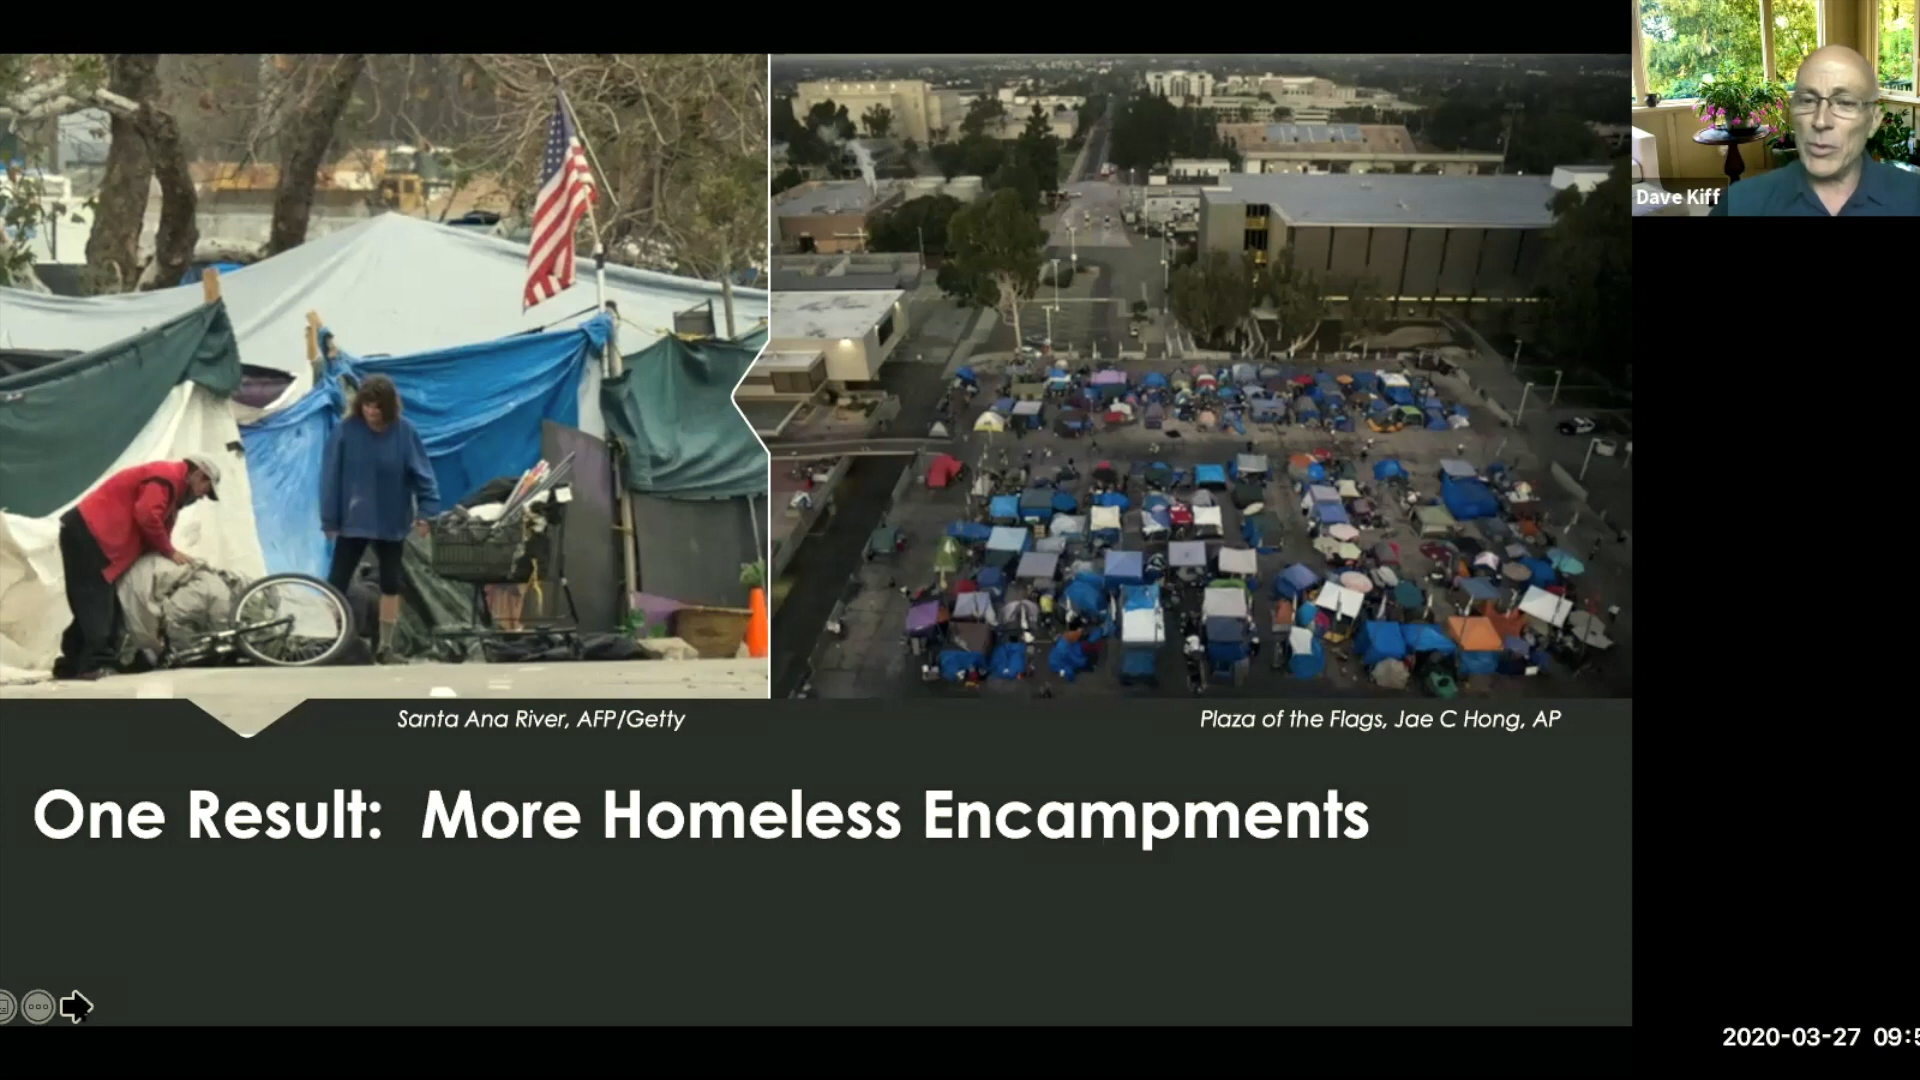 Dave Kiff
Santa Ana River, AFP/Getty
Plaza of the Flags, Jae C Hong, AP
One Result: More Homeless Encampments
2020-03-27 09:5